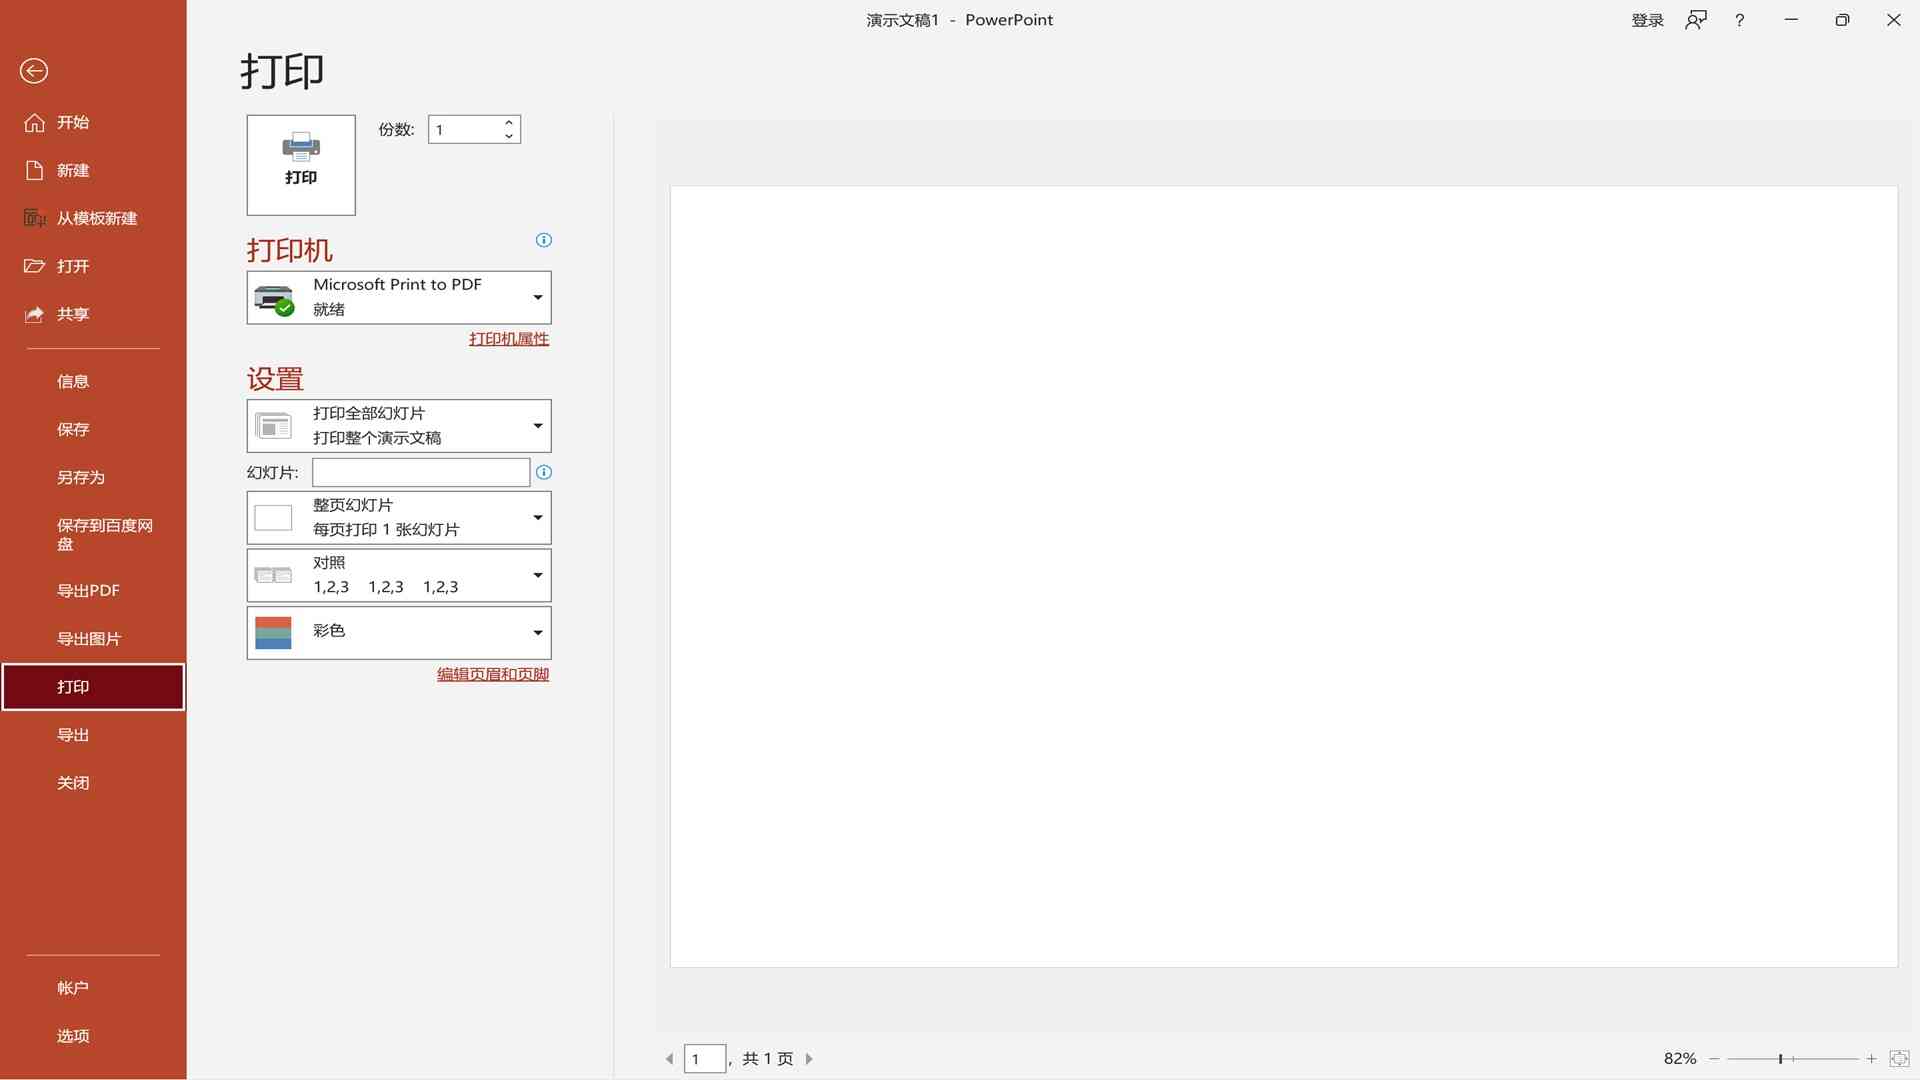 演示文稿1 - PowerPoint
登录
?
打印
开始
新建
从模板新建
打开
共享
信息
保存
另存为
保存到百度网
盘
导出PDF
导出图片
打印
导出
关闭
帐户
选项
打印
份数: 1
打印机
Microsoft Print to PDF
就绪
打印机属性
设置
打印全部幻灯片
打印整个演示文稿
幻灯片:
整页幻灯片
每页打印 1 张幻灯片
对照
1,2,3 1,2,3 1,2,3
彩色
编辑页眉和页脚
1 , 共 1 页
82%